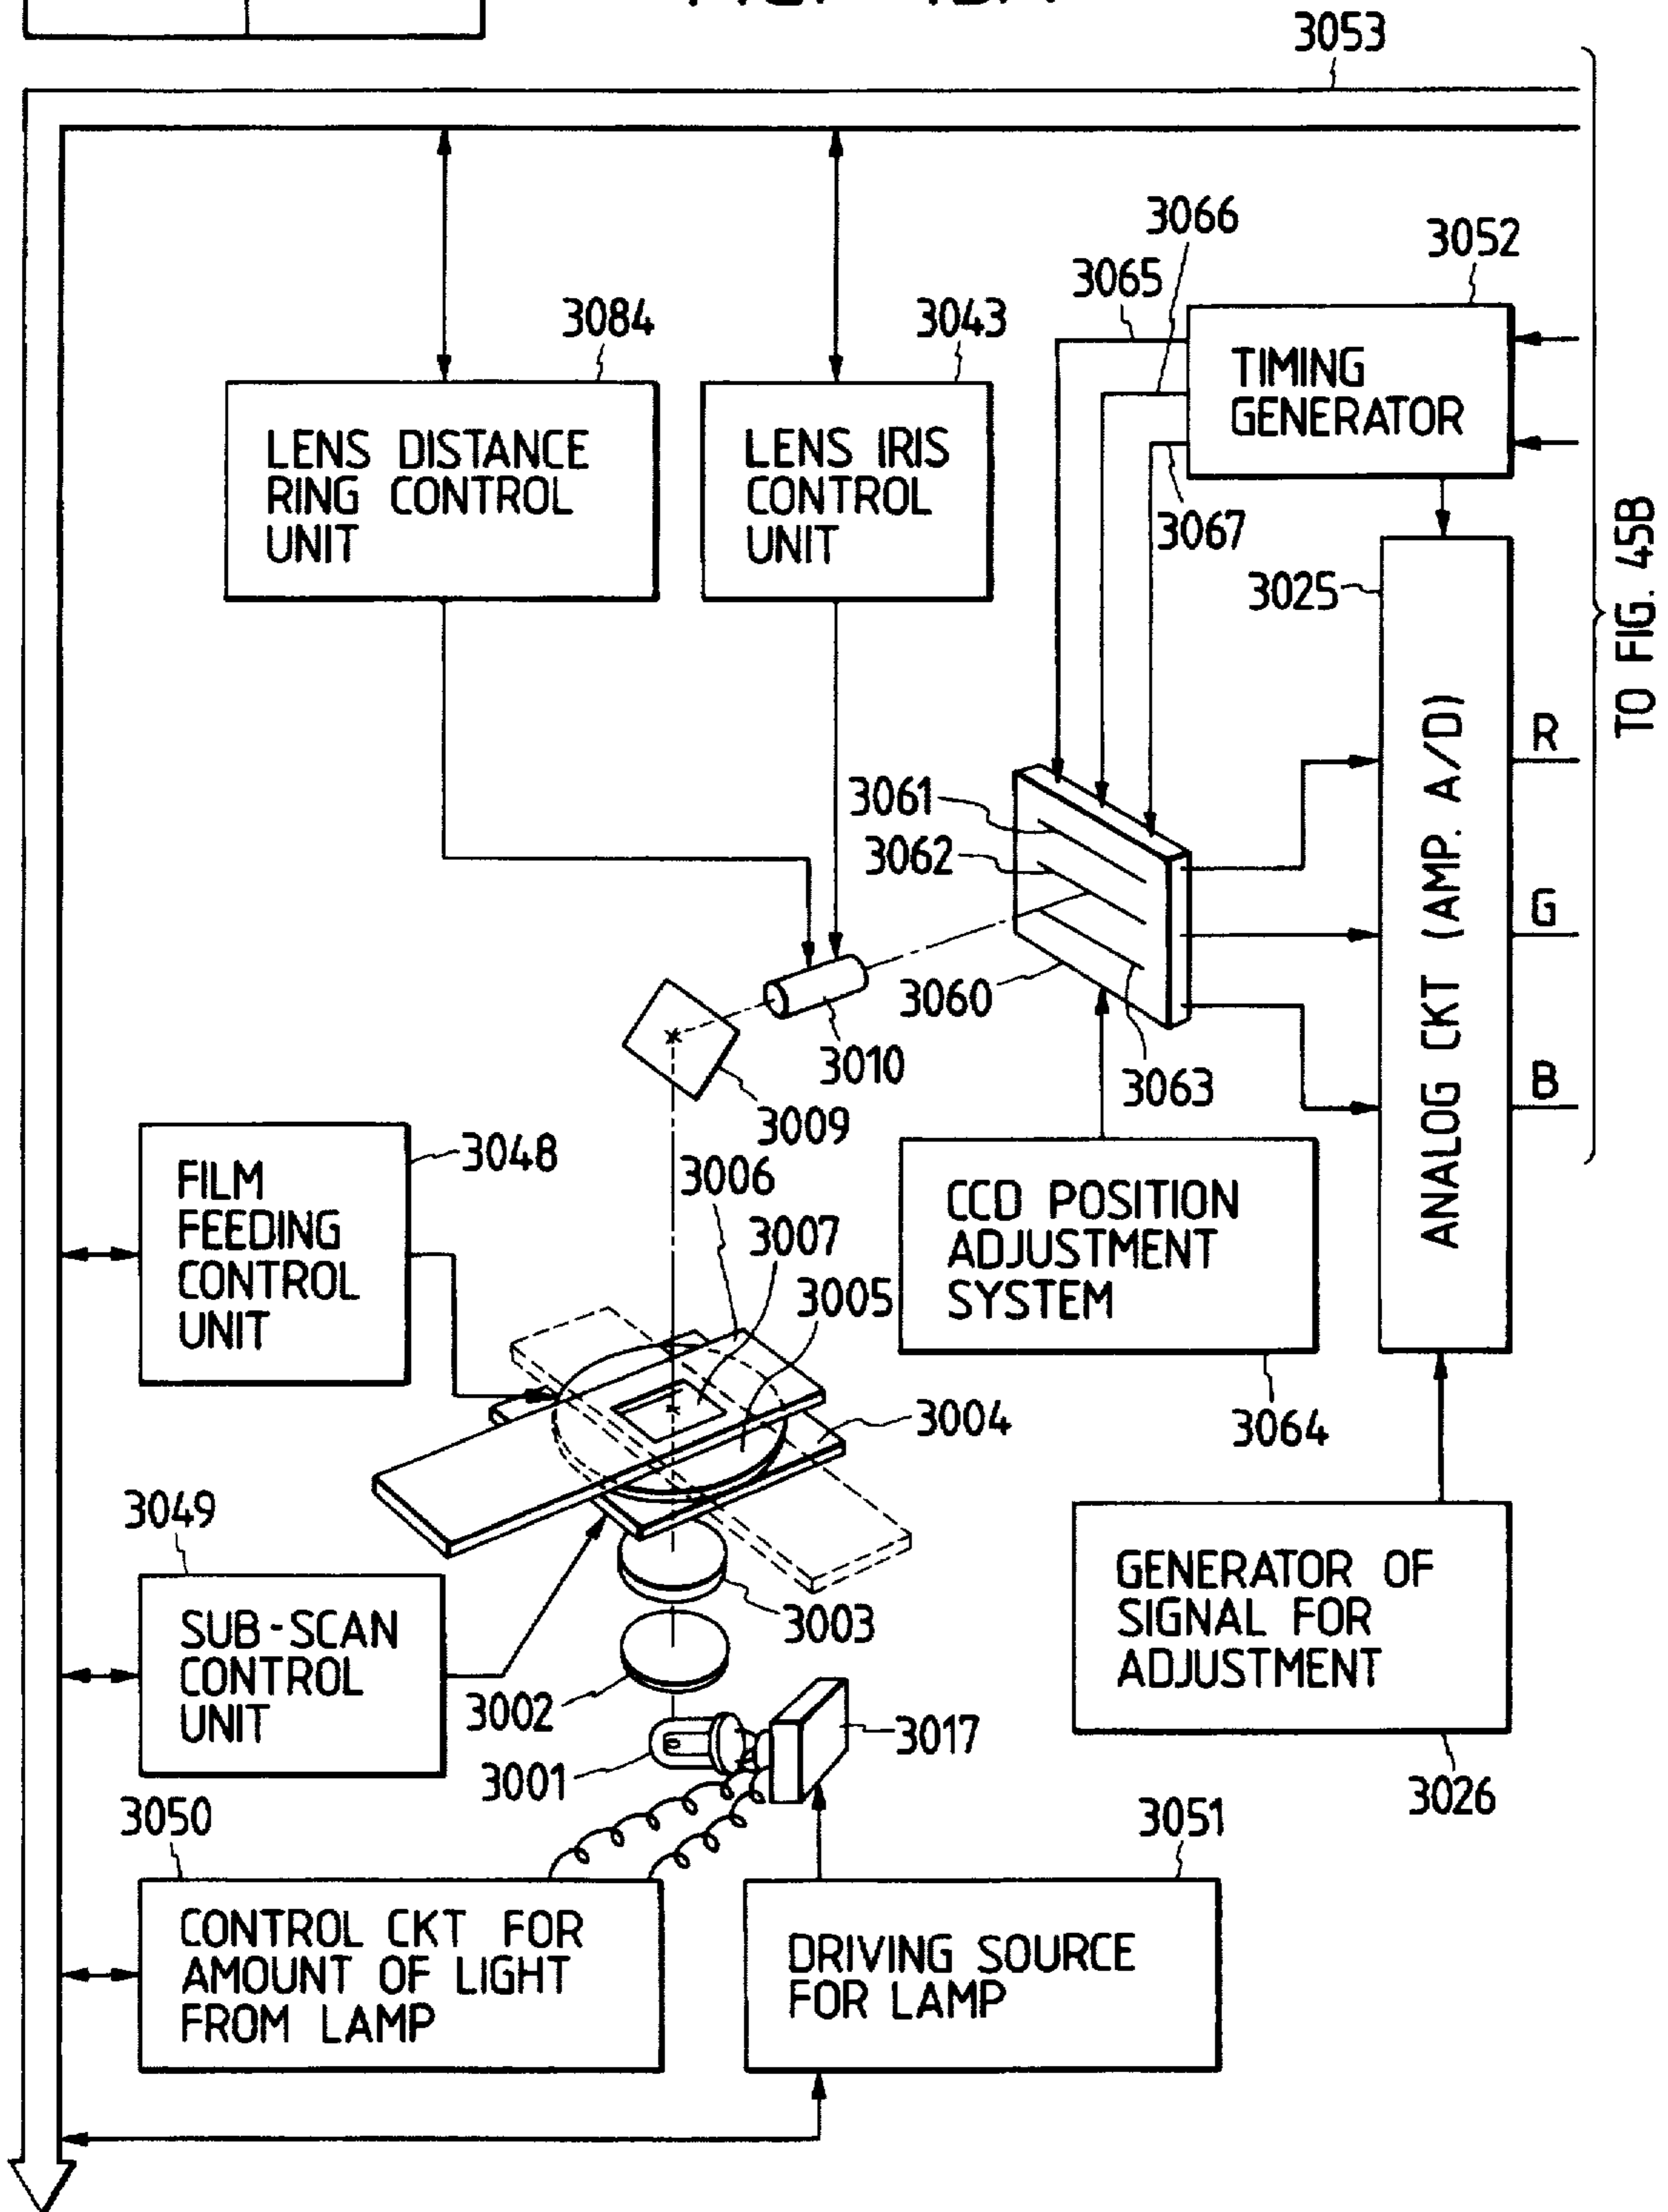 3053
3066
3052
3065
3084
3043
TIMING
GENERATOR
LENS DISTANCE
RING CONTROL
UNIT
LENS IRIS
CONTROL
UNIT
3067
3025
TO FIG. 45B
ANALOG CKT (AMP. A/D)
R
G
B
3061
3062
3060
3063
3010
3009
3048
FILM
FEEDING
CONTROL
UNIT
3006
3007
3005
CCD POSITION
ADJUSTMENT
SYSTEM
3004
3064
3049
SUB-SCAN
CONTROL
UNIT
3003
3002
GENERATOR OF
SIGNAL FOR
ADJUSTMENT
3017
3001
3026
3050
3051
CONTROL CKT FOR
AMOUNT OF LIGHT
FROM LAMP
DRIVING SOURCE
FOR LAMP